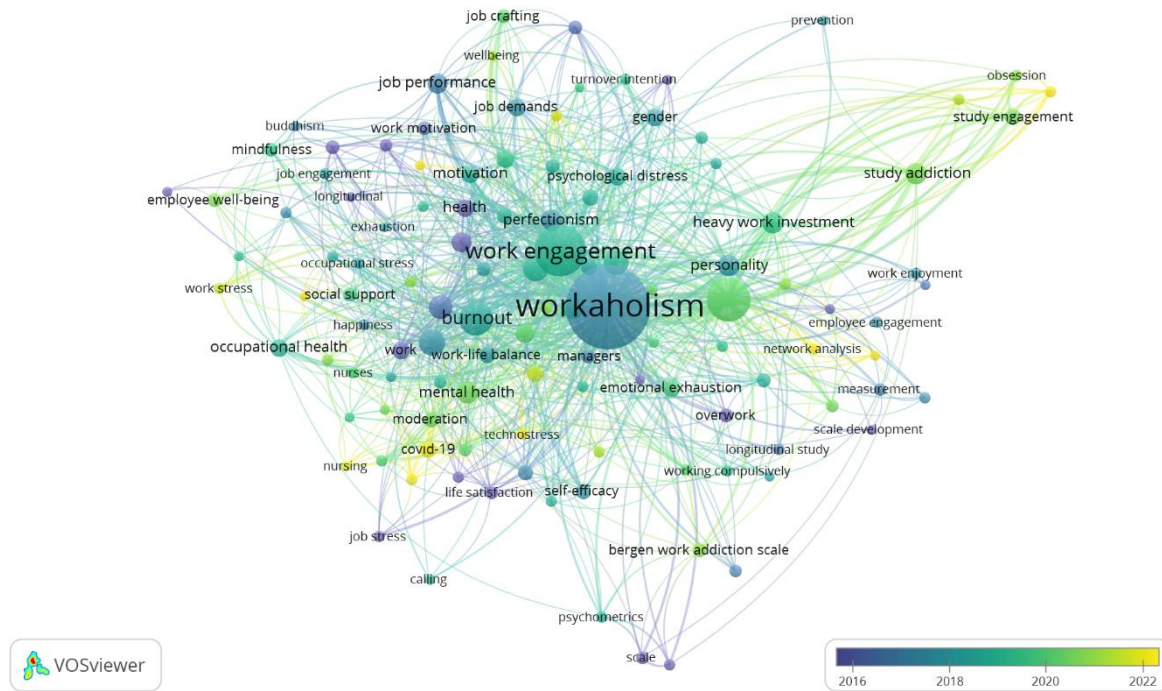 job crafting
prevention
wellbeing
obsession
job performance
turnover intention
job demands
gender
study engagement
buddhism
work motivation
mindfulness
job engagement
motivation
psychological distress
study addiction
employee well-being
longitudinal
health
perfectionism
heavy work investment
exhaustion
work engagement
occupational stress
personality
work enjoyment
work stress
social support
workaholism
burnout
happiness
employee engagement
occupational health
work
work-life balance
managers
network analysis
nurses
mental health
emotional exhaustion
measurement
moderation
overwork
technostress
scale development
covid-19
longitudinal study
nursing
working compulsively
life satisfaction
self-efficacy
job stress
bergen work addiction scale
calling
psychometrics
scale
VOSviewer
2016 2018 2020 2022